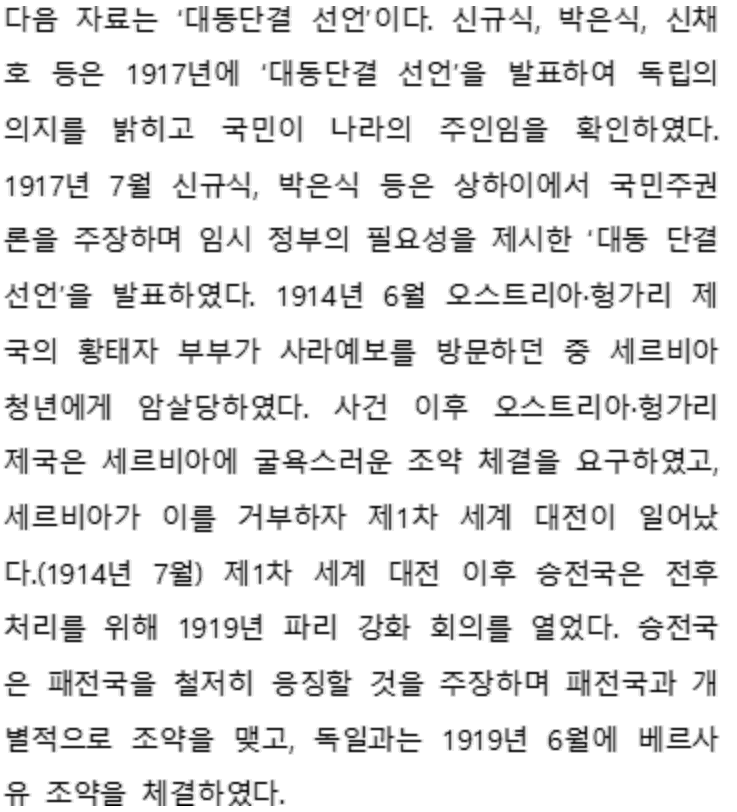 다음 자료는 '대동단결 선언'이다. 신규식, 박은식, 신채
호 등은 1917년에 '대동단결 선언'을 발표하여 독립의
의지를 밝히고 국민이 나라의 주인임을 확인하였다.
1917년 7월 신규식, 박은식 등은 상하이에서 국민주권
론을 주장하며 임시 정부의 필요성을 제시한 '대동 단결
선언'을 발표하였다. 1914년 6월 오스트리아·헝가리 제
국의 황태자 부부가 사라예보를 방문하던 중 세르비아
청년에게 암살당하였다. 사건 이후 오스트리아·헝가리
제국은 세르비아에 굴욕스러운 조약 체결을 요구하였고,
세르비아가 이를 거부하자 제1차 세계 대전이 일어났
다.(1914년 7월) 제1차 세계 대전 이후 승전국은 전후
처리를 위해 1919년 파리 강화 회의를 열었다. 승전국
은 패전국을 철저히 응징할 것을 주장하며 패전국과 개
별적으로 조약을 맺고, 독일과는 1919년 6월에 베르사
유 조약을 체결하였다.